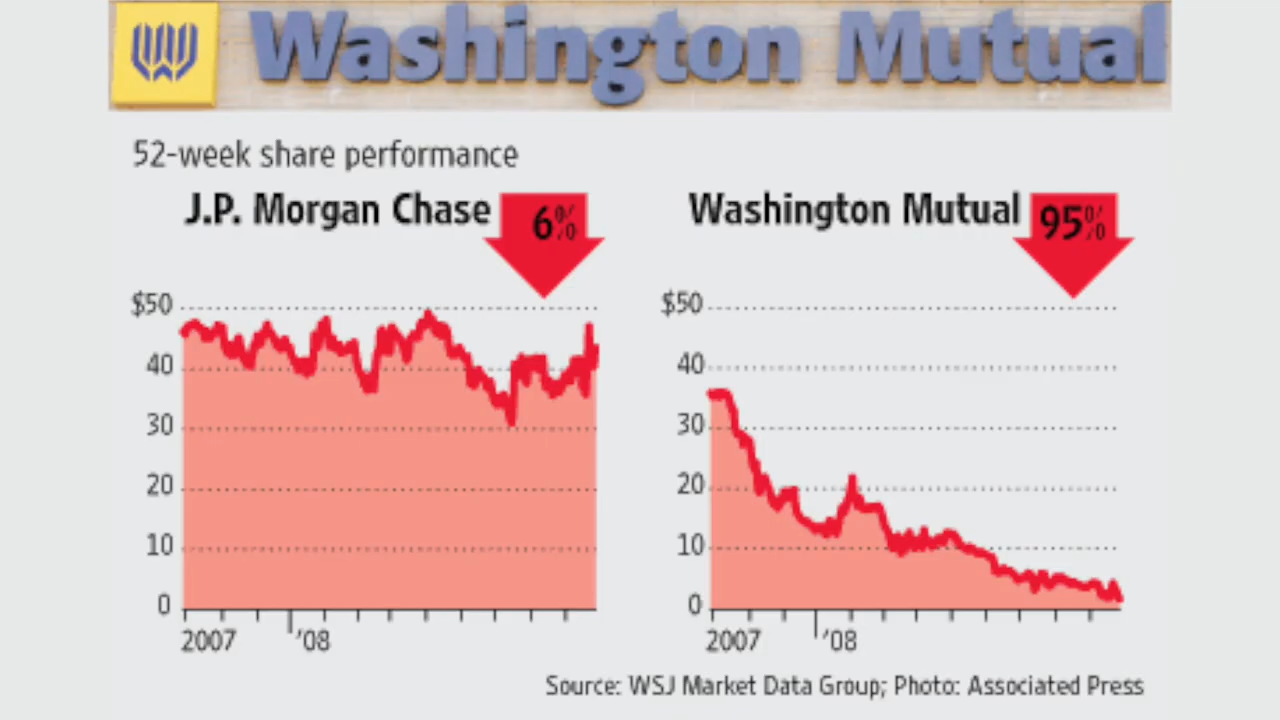 W Washington Mutual
52-week share performance
J.P. Morgan Chase 6%
$50
40
30
20
10
0
2007 '08
Washington Mutual 95%
$50
40
30
20
10
0
2007 '08
Source: WSJ Market Data Group; Photo: Associated Press